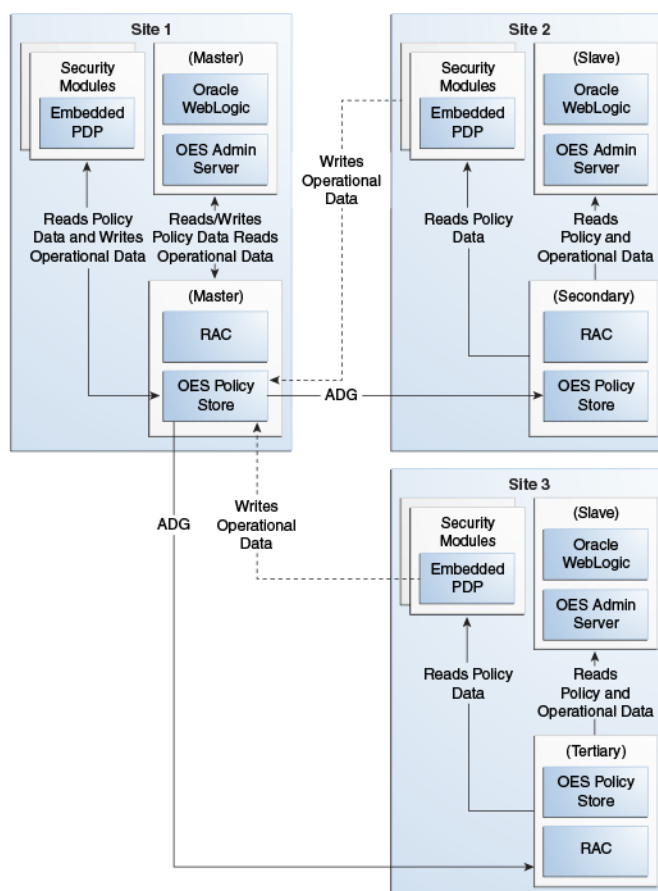 Site 1
Security
Modules
Embedded
PDP
(Master)
Oracle
WebLogic
OES Admin
Server
Reads Policy
Data and Writes
Operational Data
Reads/Writes
Policy Data Reads
Operational Data
(Master)
RAC
OES Policy
Store
Writes
Operational
Data
ADG
Site 2
Security
Modules
Embedded
PDP
(Slave)
Oracle
WebLogic
OES Admin
Server
Reads Policy
Data
Reads
Policy and
Operational Data
(Secondary)
RAC
OES Policy
Store
ADG
Writes
Operational
Data
Site 3
Security
Modules
Embedded
PDP
(Slave)
Oracle
WebLogic
OES Admin
Server
Reads Policy
Data
Reads
Policy and
Operational Data
(Tertiary)
OES Policy
Store
RAC